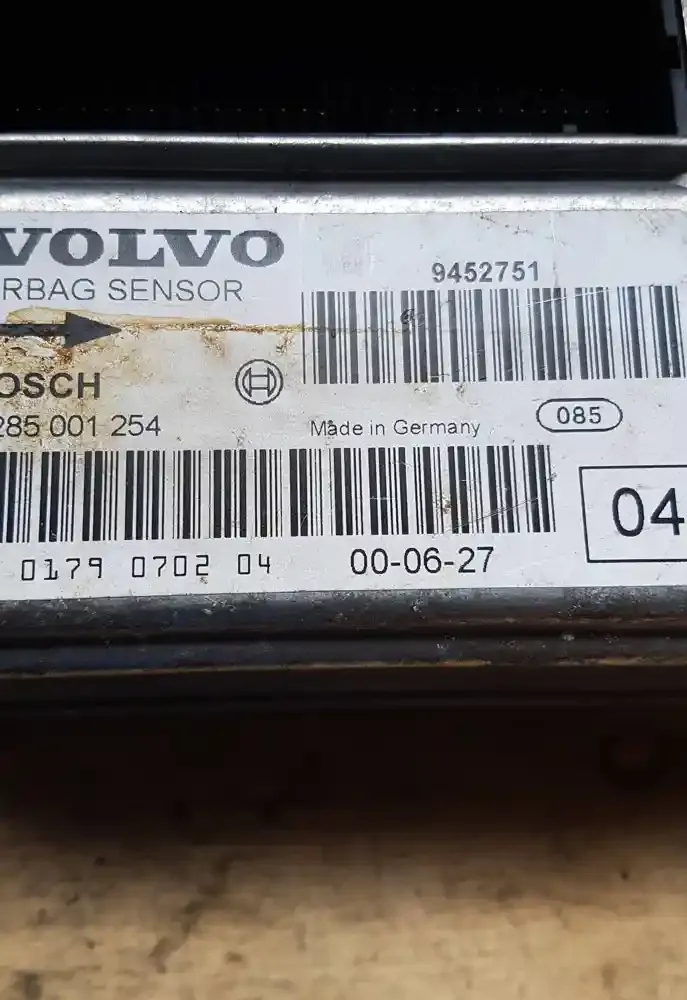 VOLVO
RBAG SENSOR
9452751
OSCH
285 001 254
Made in Germany
085
04
0179 0702 04
00-06-27